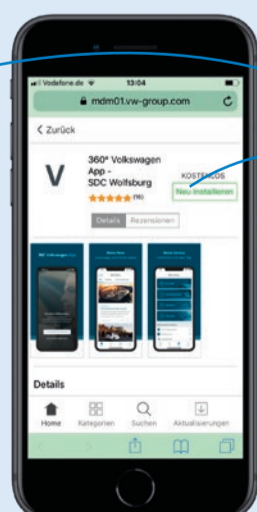 Vodafone.de 13:04
mdm01.vw-group.com
Zurück
V
360° Volkswagen
App -
SDC Wolfsburg
(16)
KOSTENLOS
Neu installieren
Details Rezensionen
Details
Home Kategorien Suchen Aktualisierungen